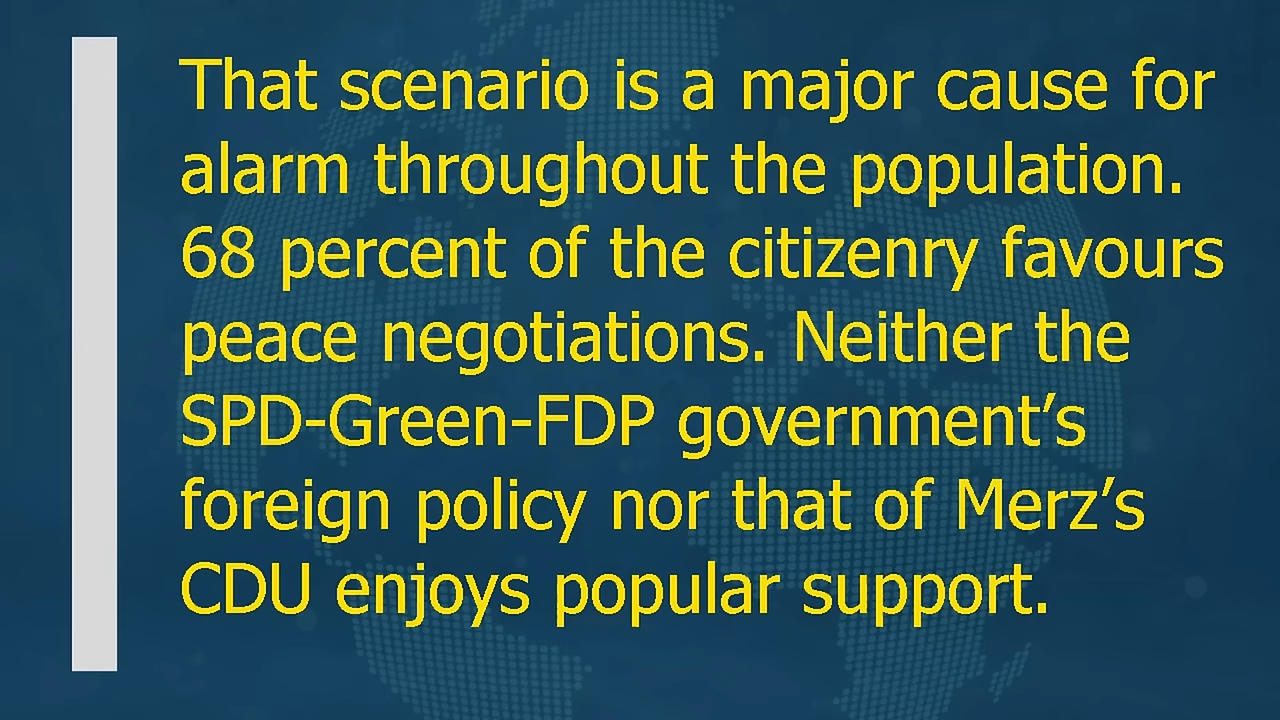 That scenario is a major cause for
alarm throughout the population.
68 percent of the citizenry favours
peace negotiations. Neither the
SPD-Green-FDP government’s
foreign policy nor that of Merz’s
CDU enjoys popular support.